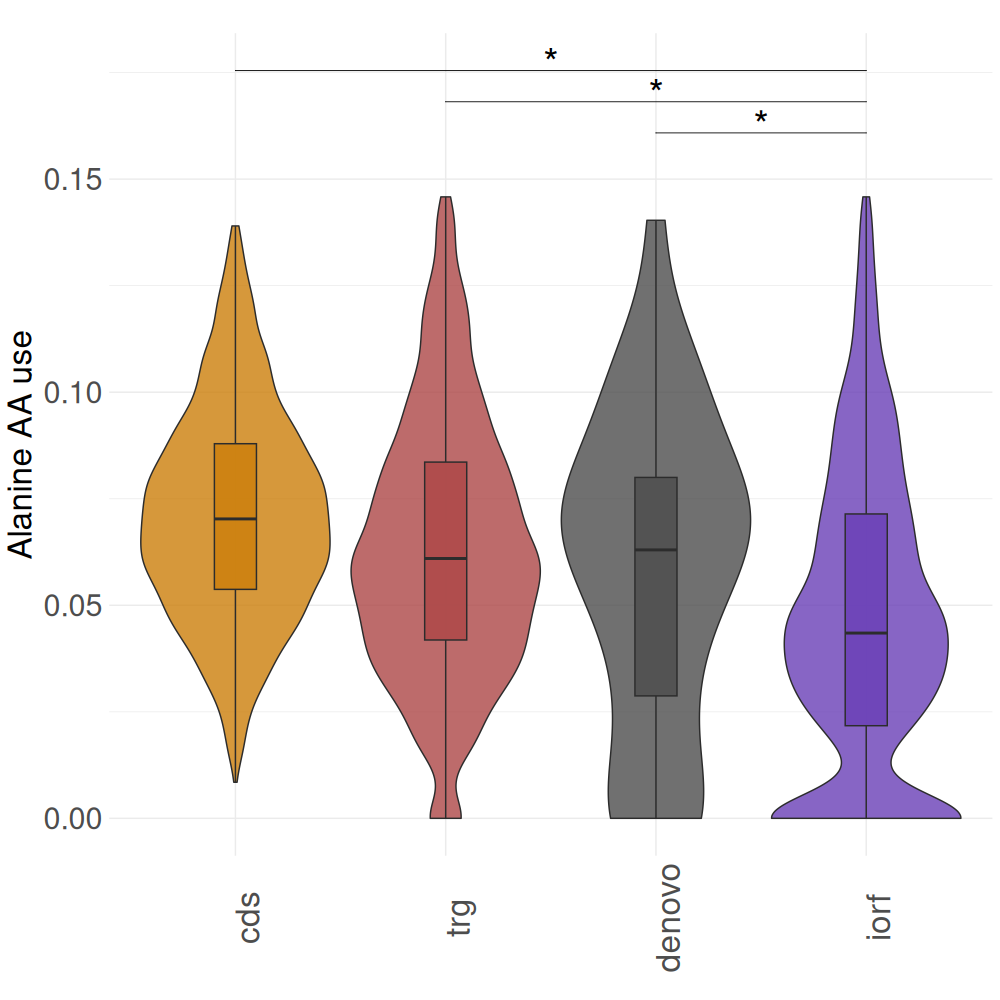 *
*
*
0.15
0.10
0.05
0.00
Alanine AA use
cds
trg
denovo
iorf